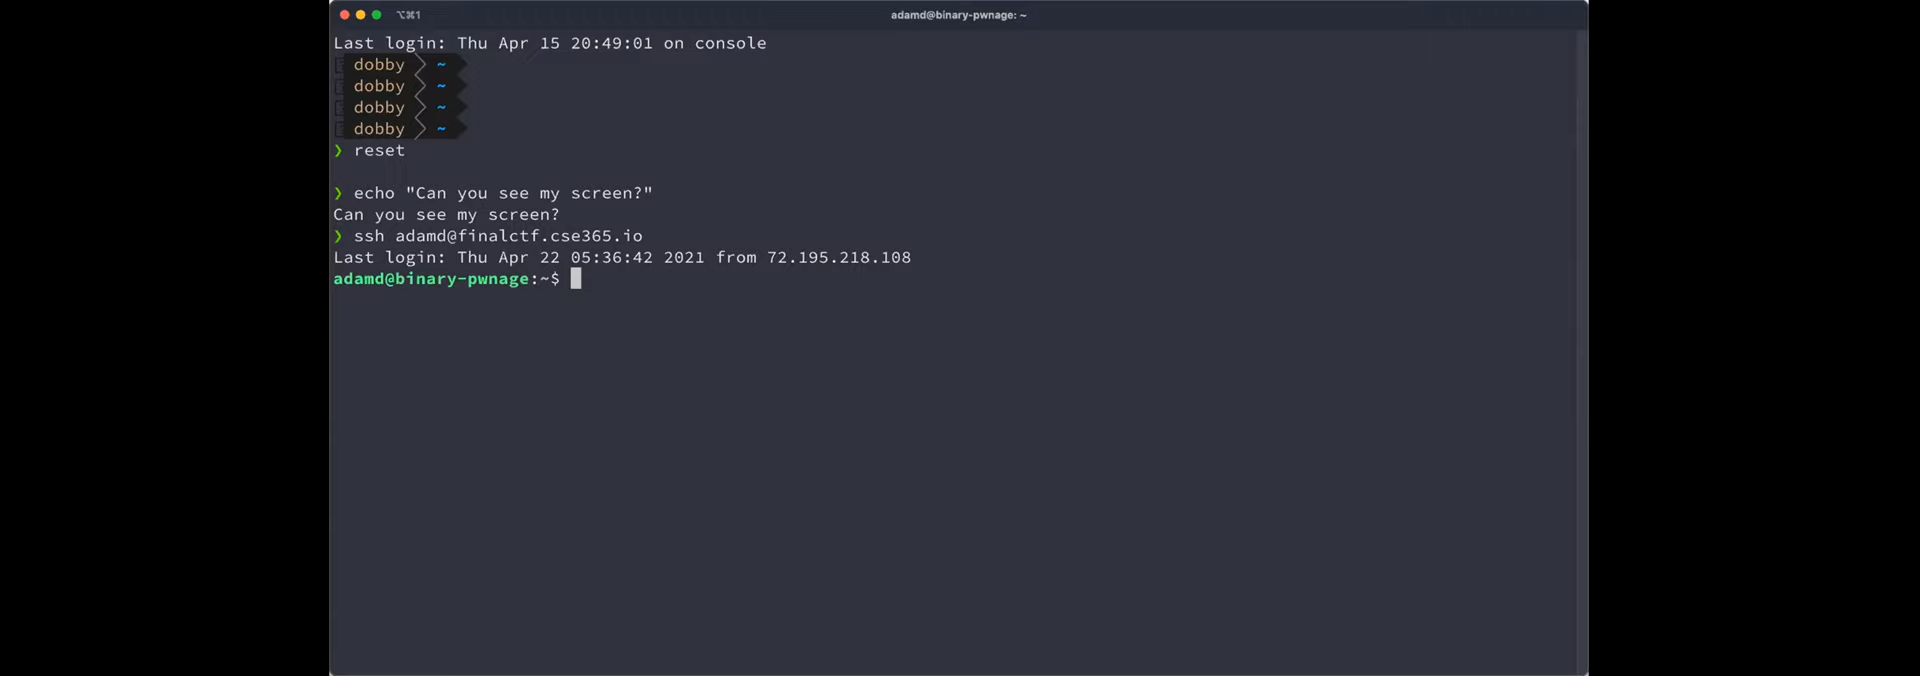 ⌥⌘1
adamd@binary-pwnage: ~
Last login: Thu Apr 15 20:49:01 on console
dobby ~
dobby ~
dobby ~
dobby ~
❯ reset
❯ echo "Can you see my screen?"
Can you see my screen?
❯ ssh adamd@finalctf.cse365.io
Last login: Thu Apr 22 05:36:42 2021 from 72.195.218.108
adamd@binary-pwnage:~$